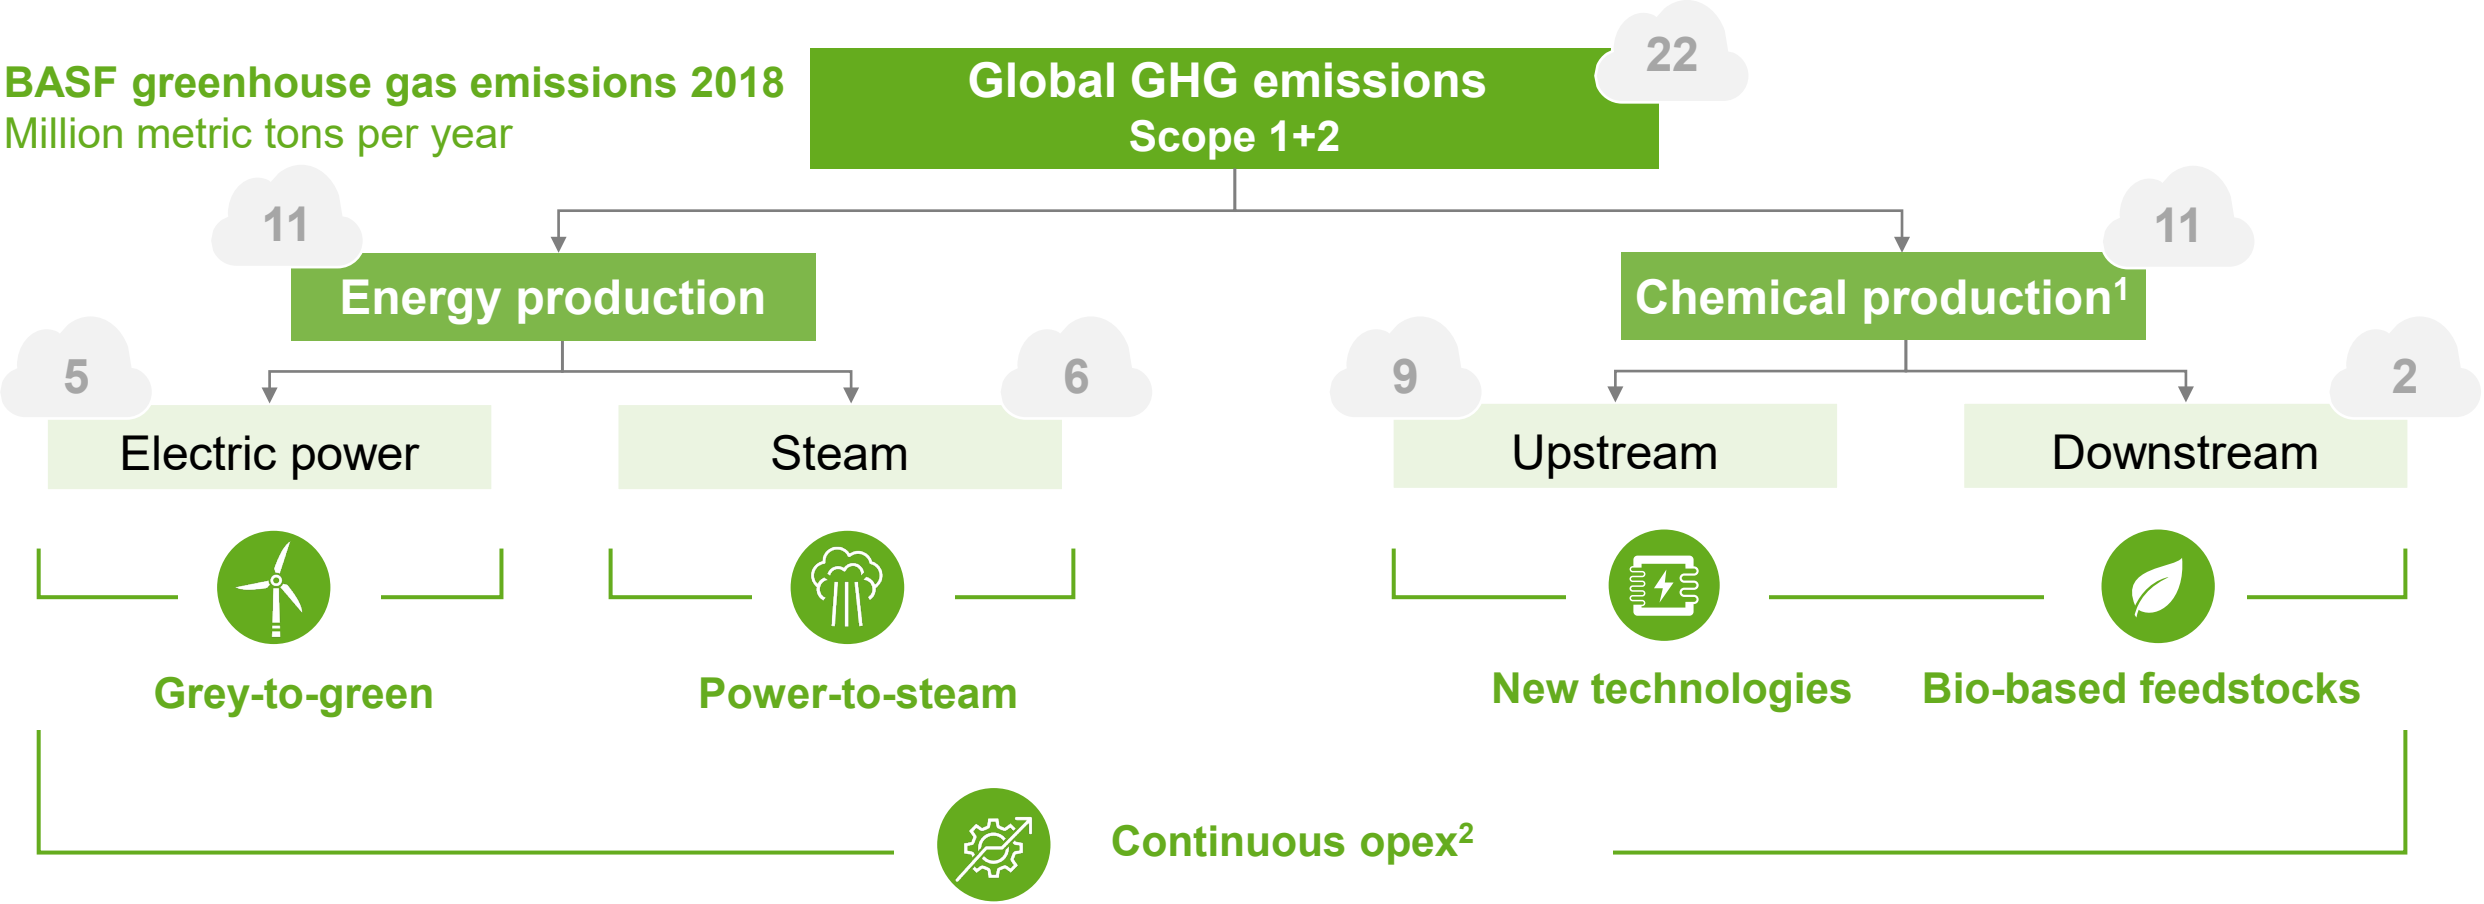 BASF greenhouse gas emissions 2018
Million metric tons per year
Global GHG emissions
Scope 1+2
22
11
Energy production
11
Chemical production¹
5
Electric power
6
Steam
9
Upstream
2
Downstream
Grey-to-green
Power-to-steam
New technologies
Bio-based feedstocks
Continuous opex²